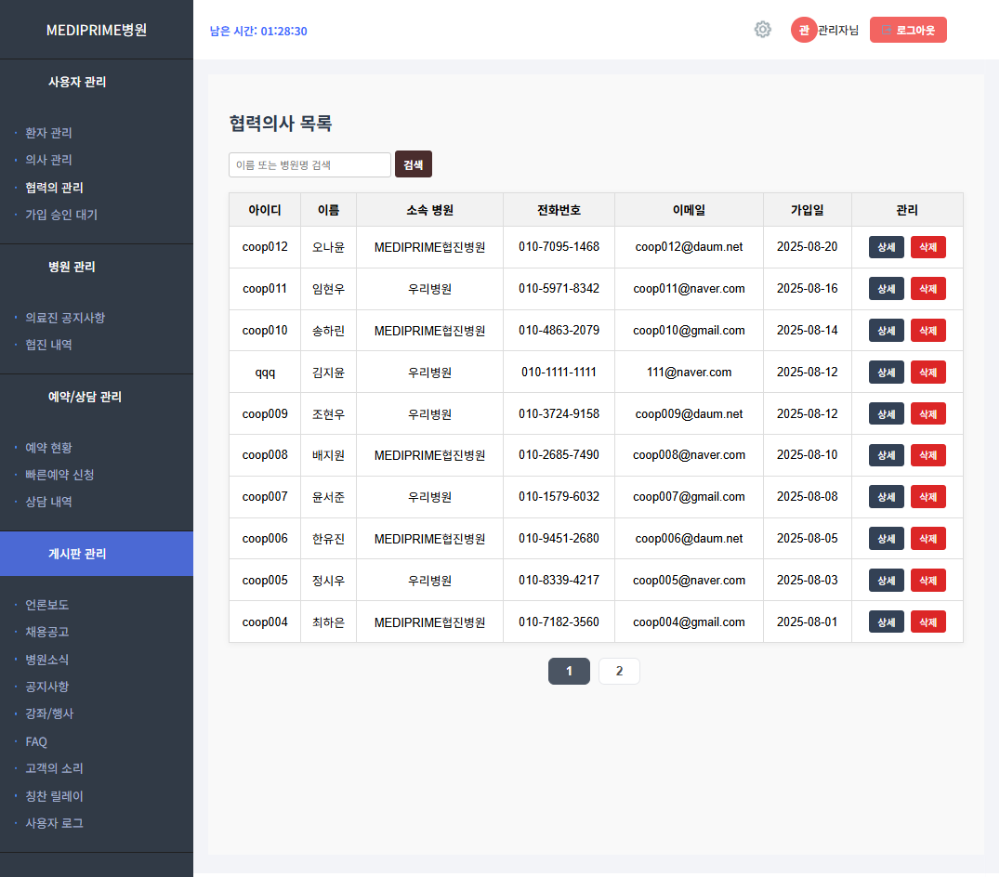 MEDIPRIME병원
남은 시간: 01:28:30
관 관리자님 로그아웃
사용자 관리
· 환자 관리
· 의사 관리
· 협력의 관리
· 가입 승인 대기
병원 관리
· 의료진 공지사항
· 협진 내역
예약/상담 관리
· 예약 현황
· 빠른예약 신청
· 상담 내역
게시판 관리
· 언론보도
· 채용공고
· 병원소식
· 공지사항
· 강좌/행사
· FAQ
· 고객의 소리
· 칭찬 릴레이
· 사용자 로그
협력의사 목록
이름 또는 병원명 검색 검색
아이디 이름 소속 병원 전화번호 이메일 가입일 관리
coop012 오나윤 MEDIPRIME협진병원 010-7095-1468 coop012@daum.net 2025-08-20 상세 삭제
coop011 임현우 우리병원 010-5971-8342 coop011@naver.com 2025-08-16 상세 삭제
coop010 송하린 MEDIPRIME협진병원 010-4863-2079 coop010@gmail.com 2025-08-14 상세 삭제
qqq 김지윤 우리병원 010-1111-1111 111@naver.com 2025-08-12 상세 삭제
coop009 조현우 우리병원 010-3724-9158 coop009@daum.net 2025-08-12 상세 삭제
coop008 배지원 MEDIPRIME협진병원 010-2685-7490 coop008@naver.com 2025-08-10 상세 삭제
coop007 윤서준 우리병원 010-1579-6032 coop007@gmail.com 2025-08-08 상세 삭제
coop006 한유진 MEDIPRIME협진병원 010-9451-2680 coop006@daum.net 2025-08-05 상세 삭제
coop005 정시우 우리병원 010-8339-4217 coop005@naver.com 2025-08-03 상세 삭제
coop004 최하은 MEDIPRIME협진병원 010-7182-3560 coop004@gmail.com 2025-08-01 상세 삭제
1 2